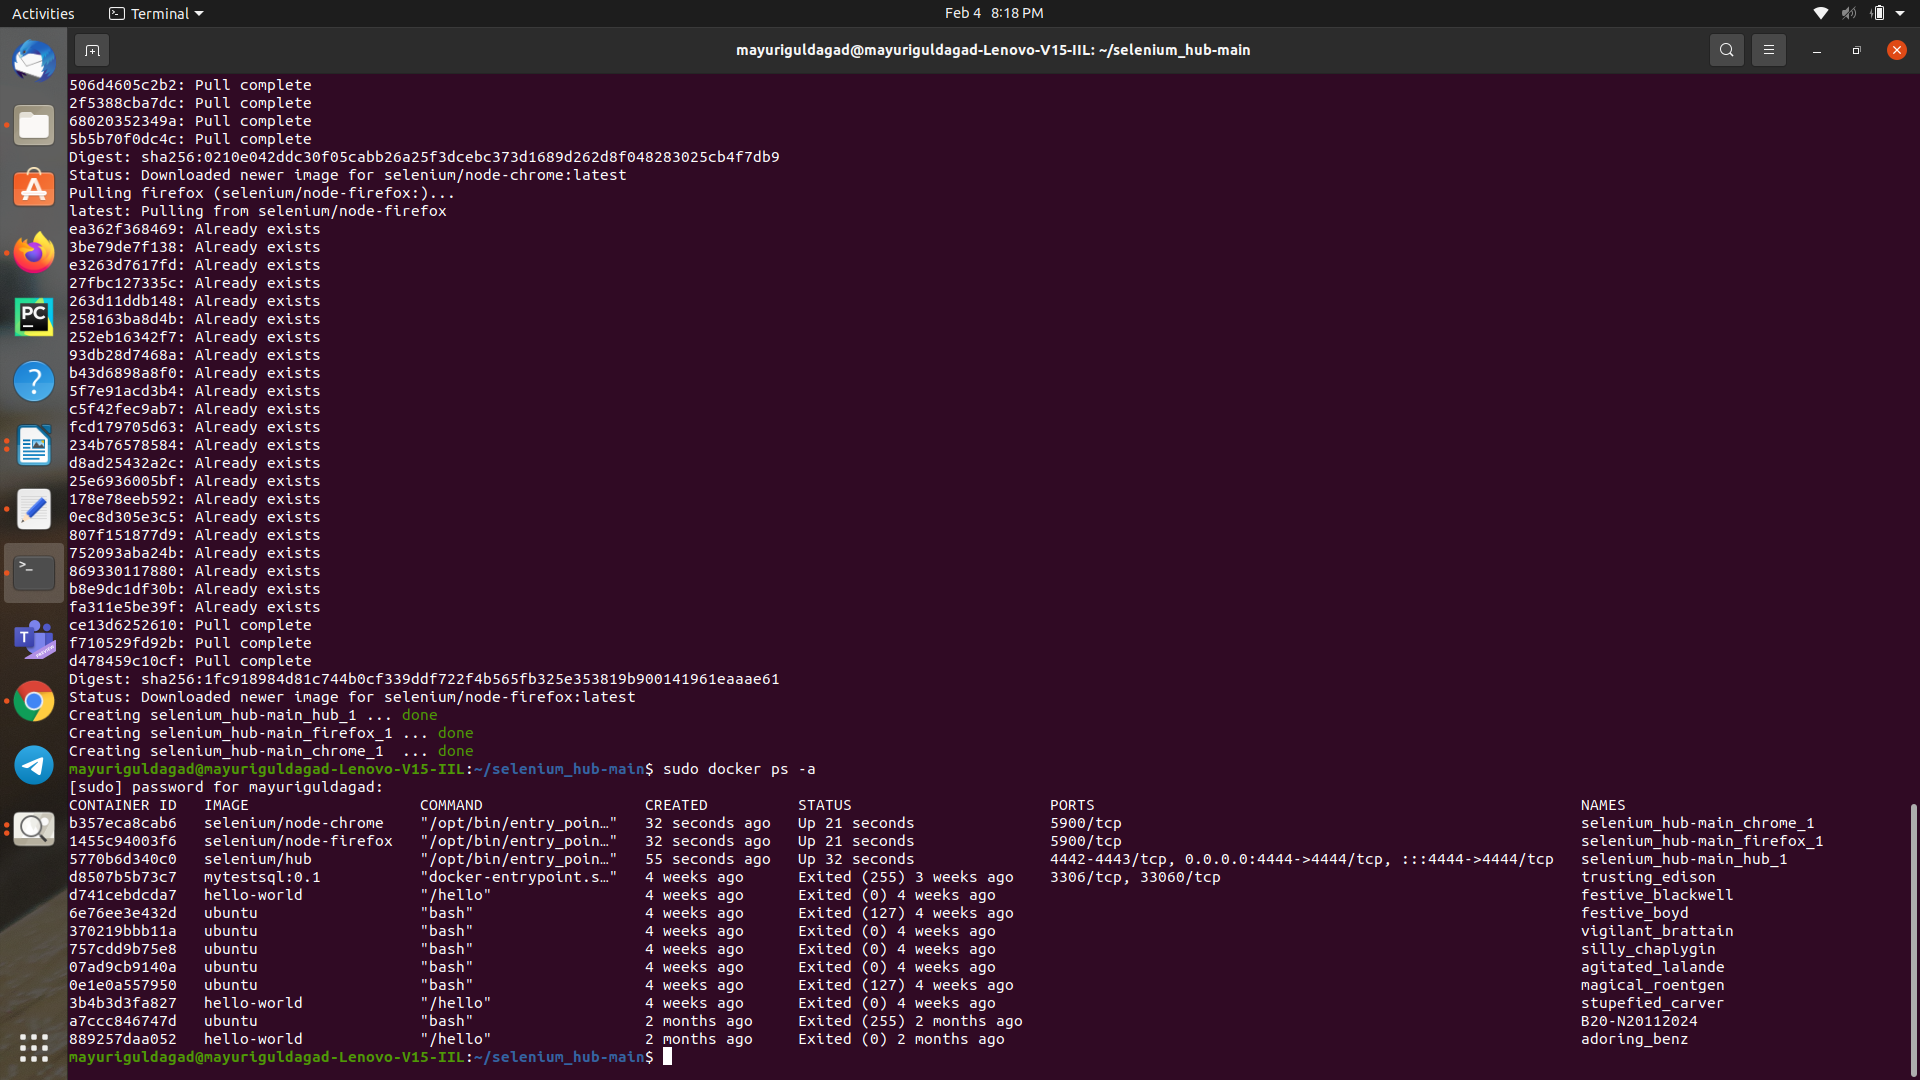 Activities Terminal Feb 4 8:18 PM
mayuriguldagad@mayuriguldagad-Lenovo-V15-IIL: ~/selenium_hub-main
506d4605c2b2: Pull complete
2f5388cba7dc: Pull complete
68020352349a: Pull complete
5b5b70f0dc4c: Pull complete
Digest: sha256:0210e042ddc30f05cabb26a25f3dcebc373d1689d262d8f048283025cb4f7db9
Status: Downloaded newer image for selenium/node-chrome:latest
Pulling firefox (selenium/node-firefox:)...
latest: Pulling from selenium/node-firefox
ea362f368469: Already exists
3be79de7f138: Already exists
e3263d7617fd: Already exists
27fbc127335c: Already exists
263d11ddb148: Already exists
258163ba8d4b: Already exists
252eb16342f7: Already exists
93db28d7468a: Already exists
b43d6898a8f0: Already exists
5f7e91acd3b4: Already exists
c5f42fec9ab7: Already exists
fcd179705d63: Already exists
234b76578584: Already exists
d8ad25432a2c: Already exists
25e6936005bf: Already exists
178e78eeb592: Already exists
0ec8d305e3c5: Already exists
807f151877d9: Already exists
752093aba24b: Already exists
869330117880: Already exists
b8e9dc1df30b: Already exists
fa311e5be39f: Already exists
ce13d6252610: Pull complete
f710529fd92b: Pull complete
d478459c10cf: Pull complete
Digest: sha256:1fc918984d81c744b0cf339ddf722f4b565fb325e353819b900141961eaaae61
Status: Downloaded newer image for selenium/node-firefox:latest
Creating selenium_hub-main_hub_1 ... done
Creating selenium_hub-main_firefox_1 ... done
Creating selenium_hub-main_chrome_1  ... done
mayuriguldagad@mayuriguldagad-Lenovo-V15-IIL:~/selenium_hub-main$ sudo docker ps -a
[sudo] password for mayuriguldagad:
CONTAINER ID   IMAGE   COMMAND   CREATED   STATUS   PORTS   NAMES
b357eca8cab6   selenium/node-chrome   "/opt/bin/entry_poin…"   32 seconds ago   Up 21 seconds   5900/tcp   selenium_hub-main_chrome_1
1455c94003f6   selenium/node-firefox   "/opt/bin/entry_poin…"   32 seconds ago   Up 21 seconds   5900/tcp   selenium_hub-main_firefox_1
5770b6d340c0   selenium/hub   "/opt/bin/entry_poin…"   55 seconds ago   Up 32 seconds   4442-4443/tcp, 0.0.0.0:4444->4444/tcp, :::4444->4444/tcp   selenium_hub-main_hub_1
d8507b5b73c7   mytestsql:0.1   "docker-entrypoint.s…"   4 weeks ago   Exited (255) 3 weeks ago   3306/tcp, 33060/tcp   trusting_edison
d741cebdcda7   hello-world   "/hello"   4 weeks ago   Exited (0) 4 weeks ago   festive_blackwell
6e76ee3e432d   ubuntu   "bash"   4 weeks ago   Exited (127) 4 weeks ago   festive_boyd
370219bbb11a   ubuntu   "bash"   4 weeks ago   Exited (0) 4 weeks ago   vigilant_brattain
757cdd9b75e8   ubuntu   "bash"   4 weeks ago   Exited (0) 4 weeks ago   silly_chaplygin
07ad9cb9140a   ubuntu   "bash"   4 weeks ago   Exited (0) 4 weeks ago   agitated_lalande
0e1e0a557950   ubuntu   "bash"   4 weeks ago   Exited (127) 4 weeks ago   magical_roentgen
3b4b3d3fa827   hello-world   "/hello"   4 weeks ago   Exited (0) 4 weeks ago   stupefied_carver
a7ccc846747d   ubuntu   "bash"   2 months ago   Exited (255) 2 months ago   B20-N20112024
889257daa052   hello-world   "/hello"   2 months ago   Exited (0) 2 months ago   adoring_benz
mayuriguldagad@mayuriguldagad-Lenovo-V15-IIL:~/selenium_hub-main$